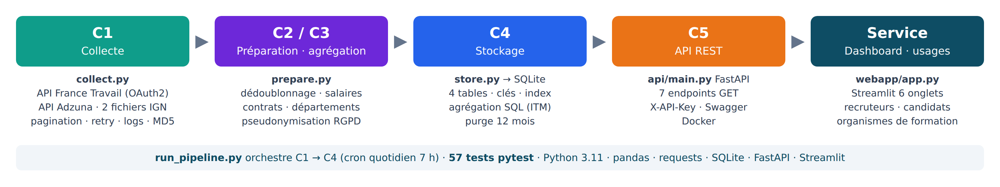 C1
Collecte
C2 / C3
Préparation · agrégation
C4
Stockage
C5
API REST
Service
Dashboard · usages
collect.py
API France Travail (OAuth2)
API Adzuna · 2 fichiers IGN
pagination · retry · logs · MD5
prepare.py
dédoublonnage · salaires
contrats · départements
pseudonymisation RGPD
store.py → SQLite
4 tables · clés · index
agrégation SQL (ITM)
purge 12 mois
api/main.py FastAPI
7 endpoints GET
X-API-Key · Swagger
Docker
webapp/app.py
Streamlit 6 onglets
recruteurs · candidats
organismes de formation
run_pipeline.py orchestre C1 → C4 (cron quotidien 7 h) · 57 tests pytest · Python 3.11 · pandas · requests · SQLite · FastAPI · Streamlit